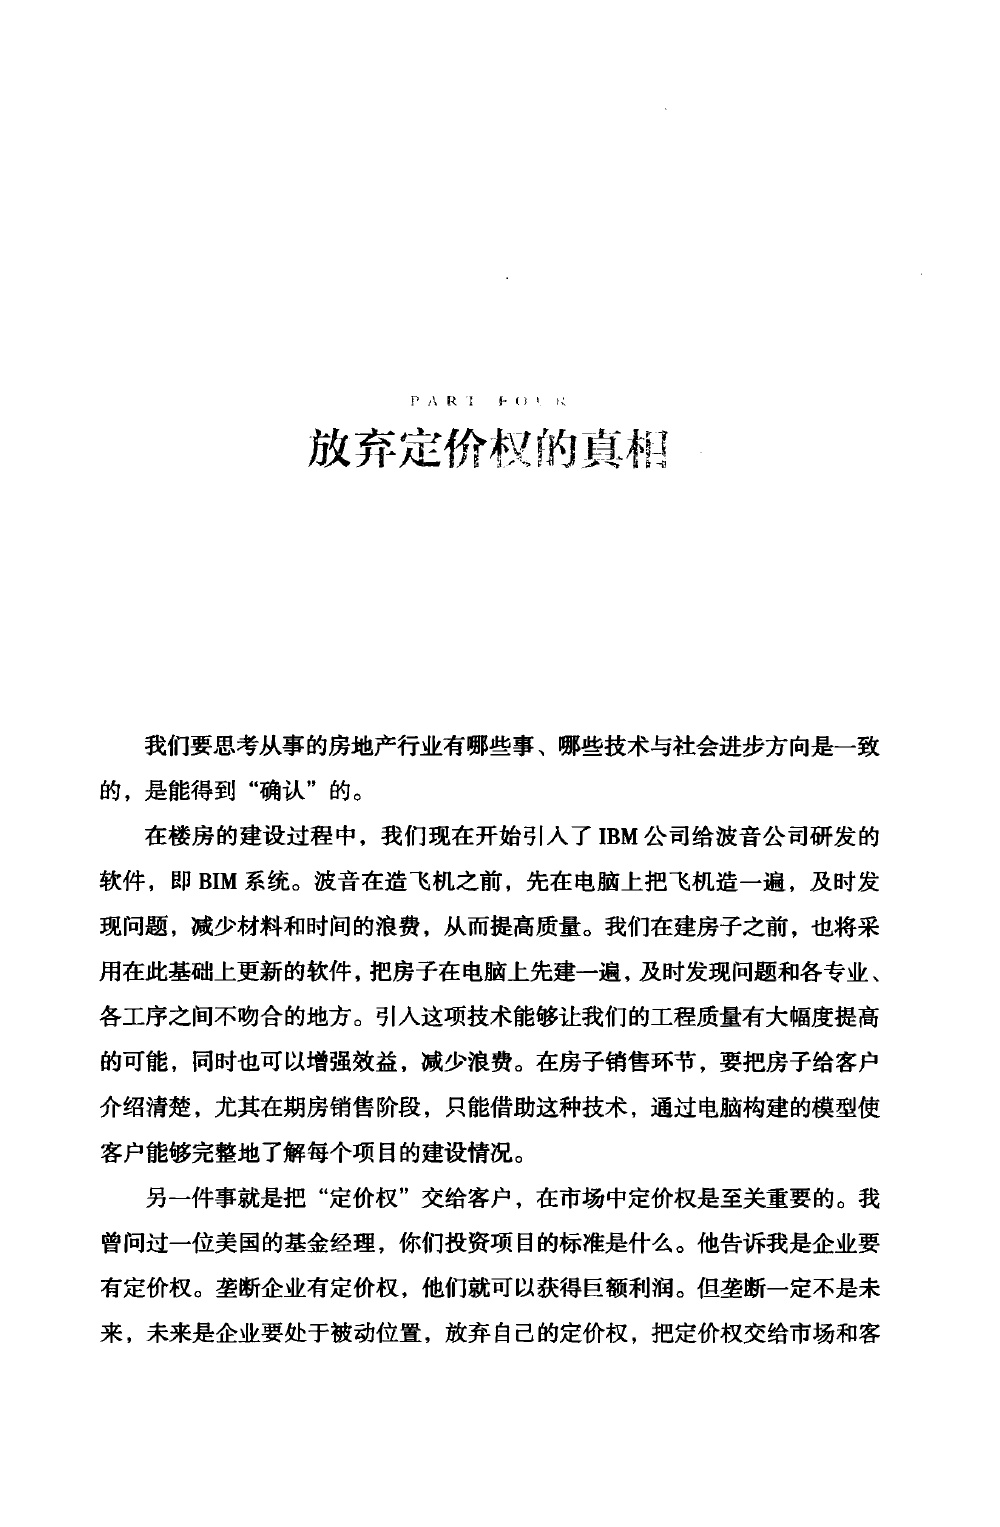 PART FOUR
放弃定价权的真相
我们要思考从事的房地产行业有哪些事、哪些技术与社会进步方向是一致
的，是能得到“确认”的。
在楼房的建设过程中，我们现在开始引入了 IBM 公司给波音公司研发的
软件，即 BIM 系统。波音在造飞机之前，先在电脑上把飞机造一遍，及时发
现问题，减少材料和时间的浪费，从而提高质量。我们在建房子之前，也将采
用在此基础上更新的软件，把房子在电脑上先建一遍，及时发现问题和各专业、
各工序之间不吻合的地方。引入这项技术能够让我们的工程质量有大幅度提高
的可能，同时也可以增强效益，减少浪费。在房子销售环节，要把房子给客户
介绍清楚，尤其在期房销售阶段，只能借助这种技术，通过电脑构建的模型使
客户能够完整地了解每个项目的建设情况。
另一件事就是把“定价权”交给客户，在市场中定价权是至关重要的。我
曾问过一位美国的基金经理，你们投资项目的标准是什么。他告诉我是企业要
有定价权。垄断企业有定价权，他们就可以获得巨额利润。但垄断一定不是未
来，未来是企业要处于被动位置，放弃自己的定价权，把定价权交给市场和客